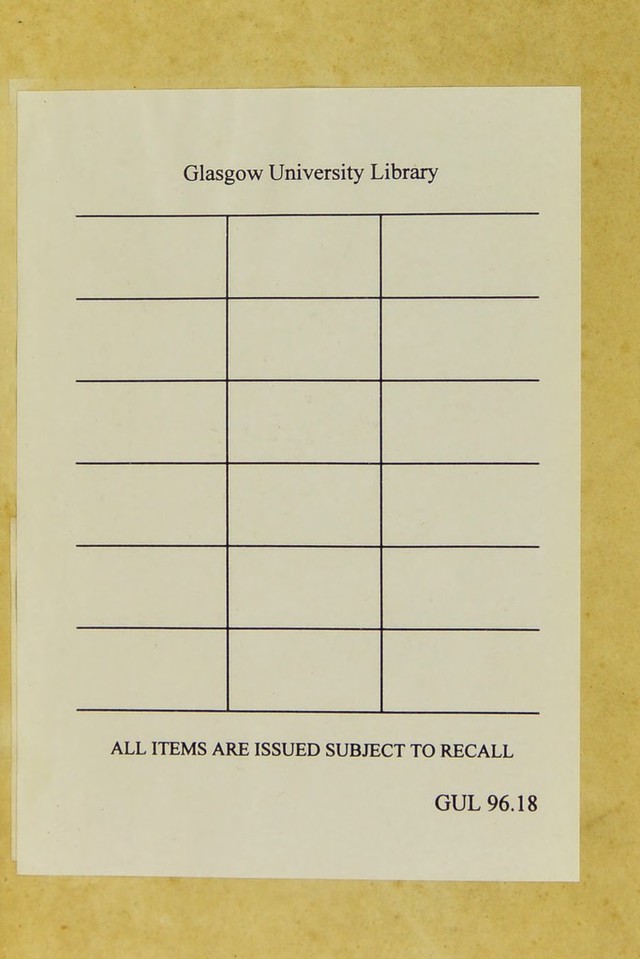 Glasgow University Library
ALL ITEMS ARE ISSUED SUBJECT TO RECALL
GUL 96.18